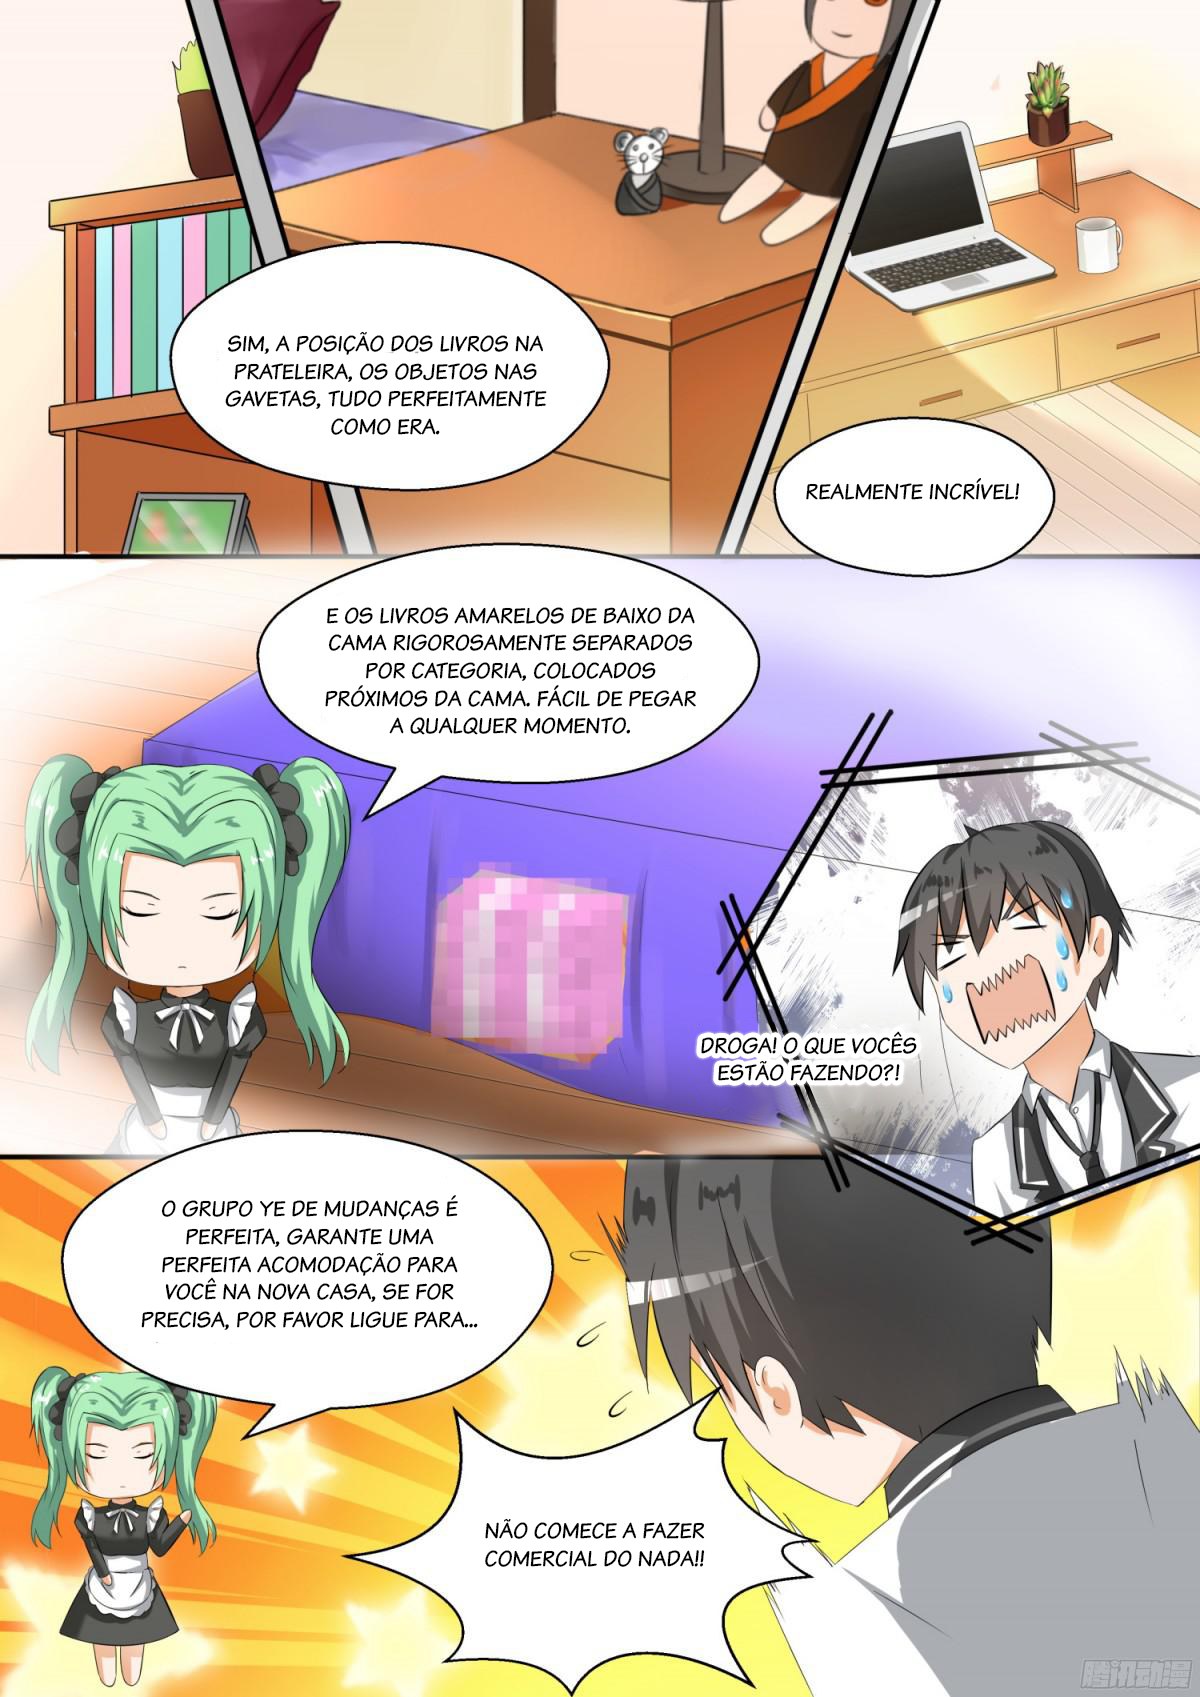 SIM, A POSIÇÃO DOS LIVROS NA
PRATELEIRA, OS OBJETOS NAS
GAVETAS, TUDO PERFEITAMENTE
COMO ERA.
REALMENTE INCRÍVEL!
E OS LIVROS AMARELOS DE BAIXO DA
CAMA RIGOROSAMENTE SEPARADOS
POR CATEGORIA, COLOCADOS
PRÓXIMOS DA CAMA. FÁCIL DE PEGAR
A QUALQUER MOMENTO.
DROGA! O QUE VOCÊS
ESTÃO FAZENDO?!
O GRUPO YE DE MUDANÇAS É
PERFEITA, GARANTE UMA
PERFEITA ACOMODAÇÃO PARA
VOCÊ NA NOVA CASA, SE FOR
PRECISA, POR FAVOR LIGUE PARA...
NÃO COMECE A FAZER
COMERCIAL DO NADA!!
腾讯动漫